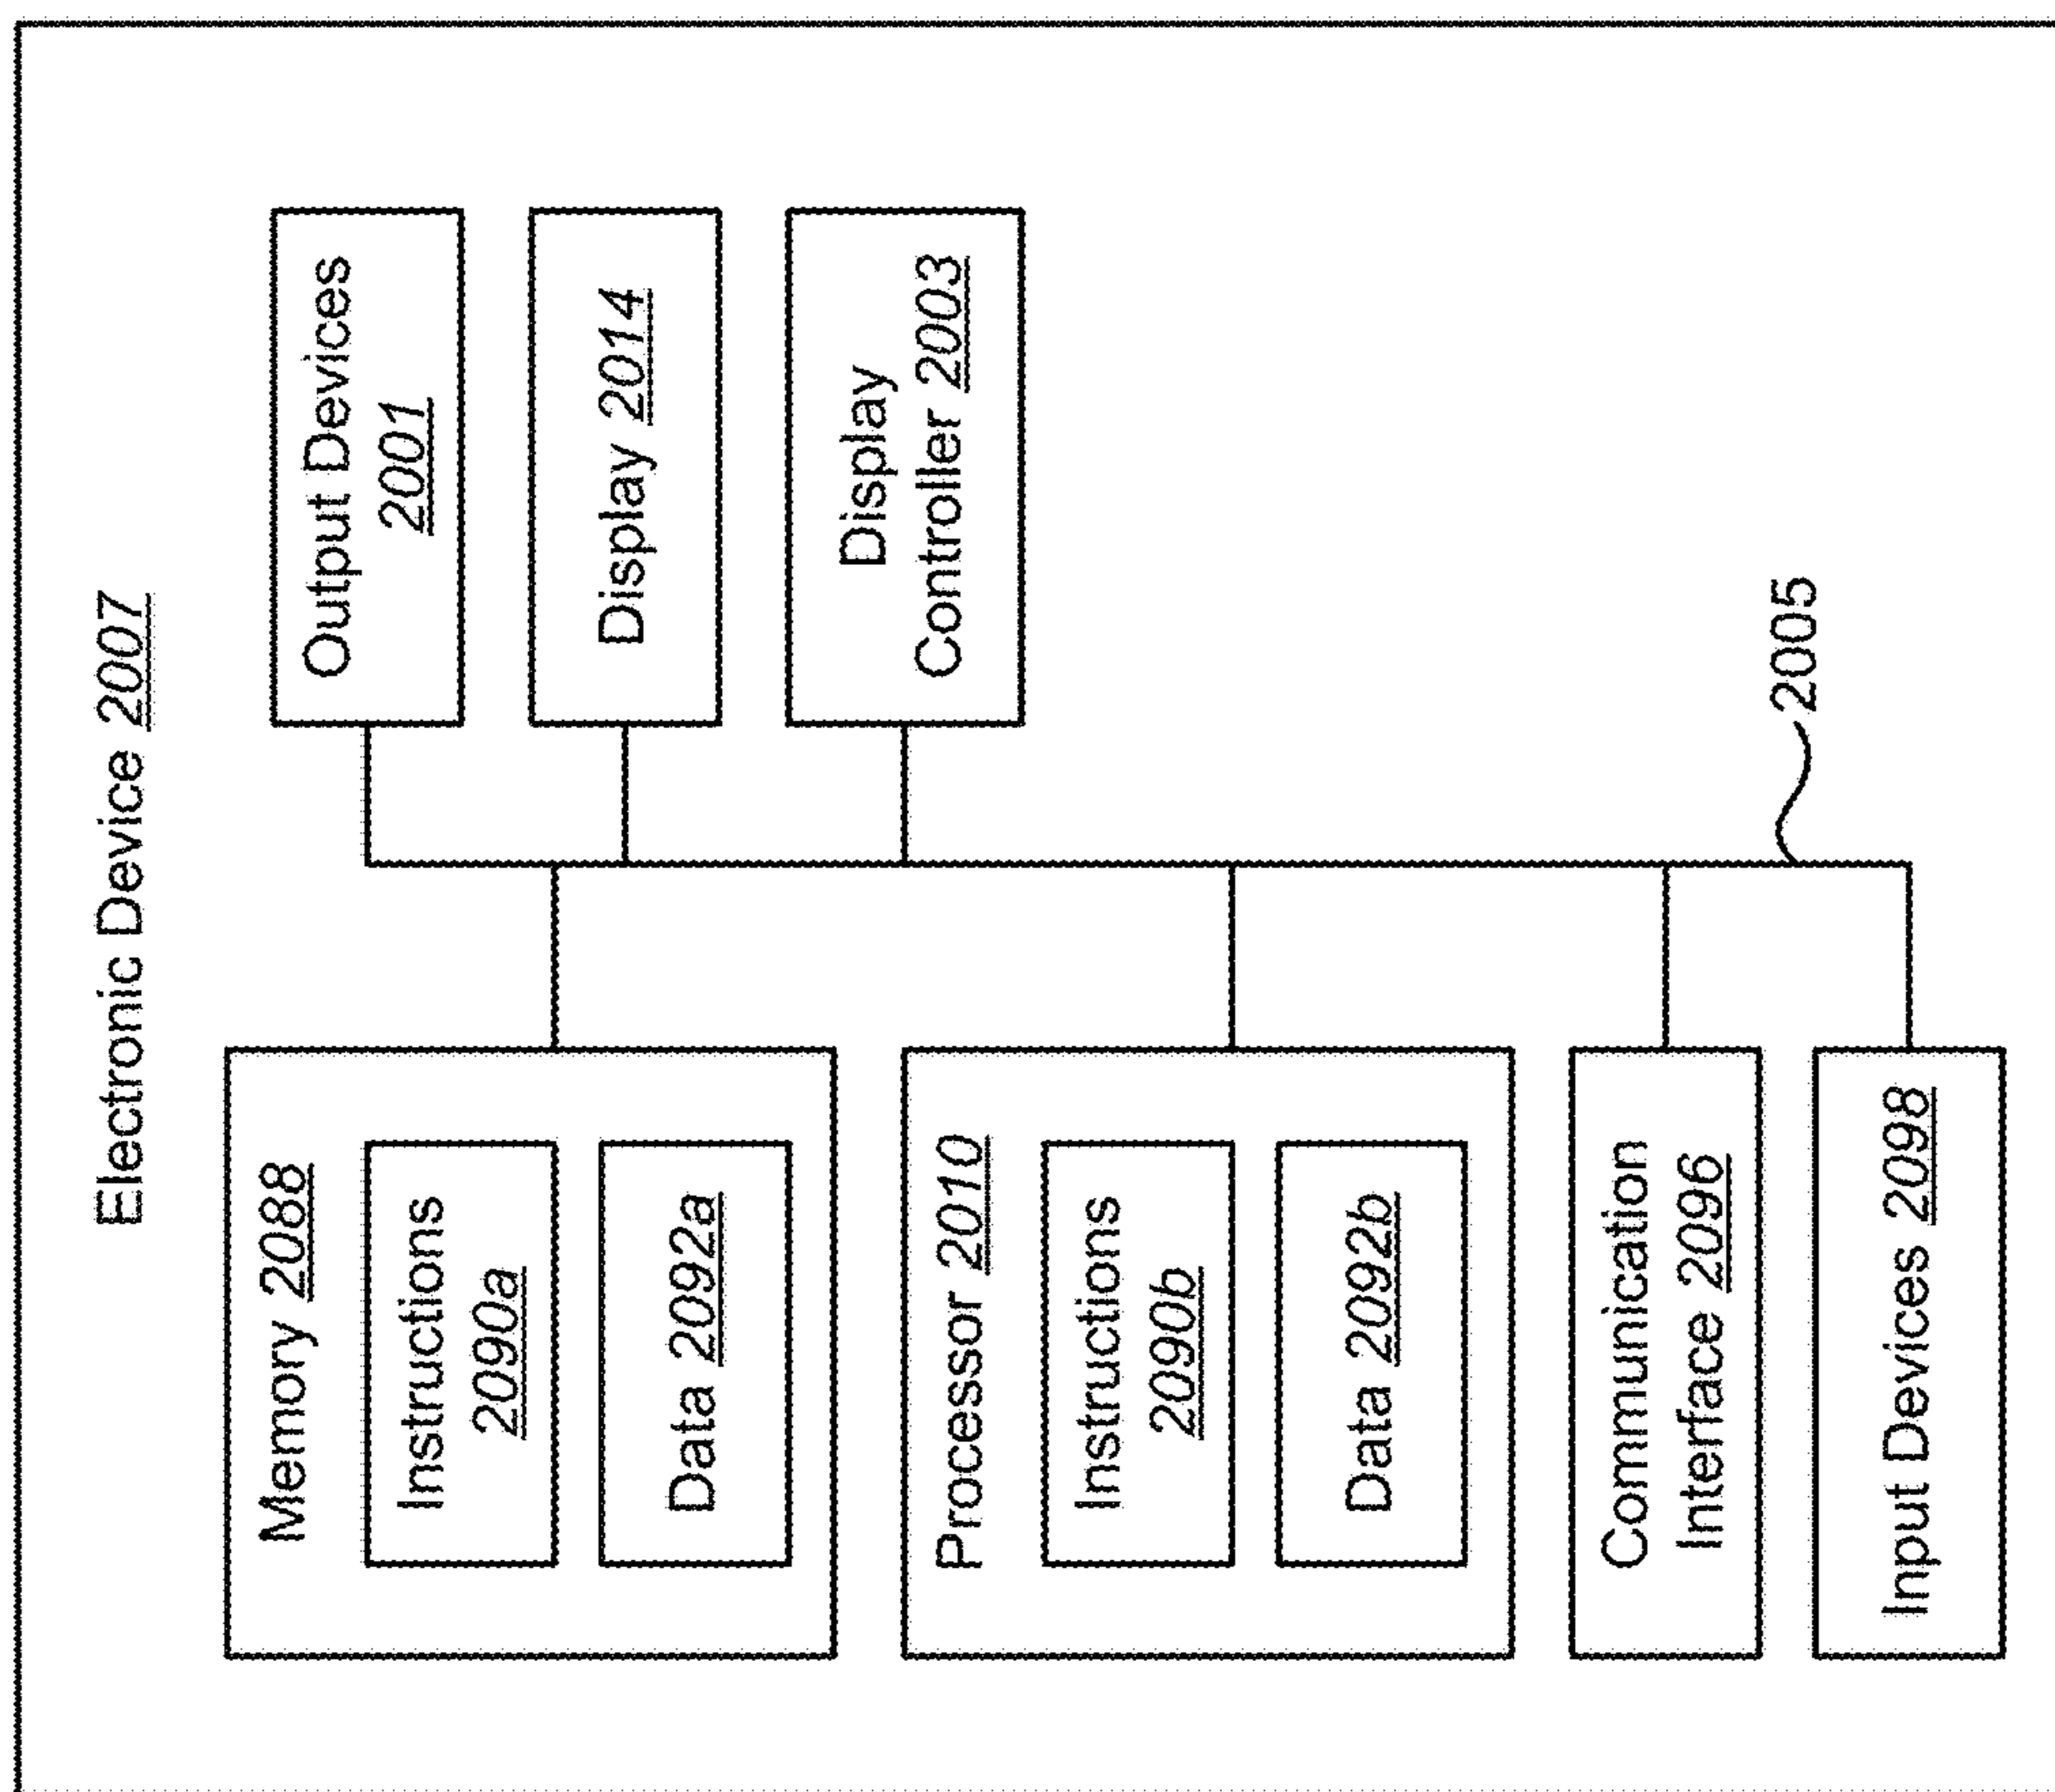 Electronic Device 2007
Memory 2088
Instructions
2090a
Data 2092a
Processor 2010
Instructions
2090b
Data 2092b
Communication
Interface 2096
Input Devices 2098
Output Devices
2001
Display 2014
Display
Controller 2003
2005